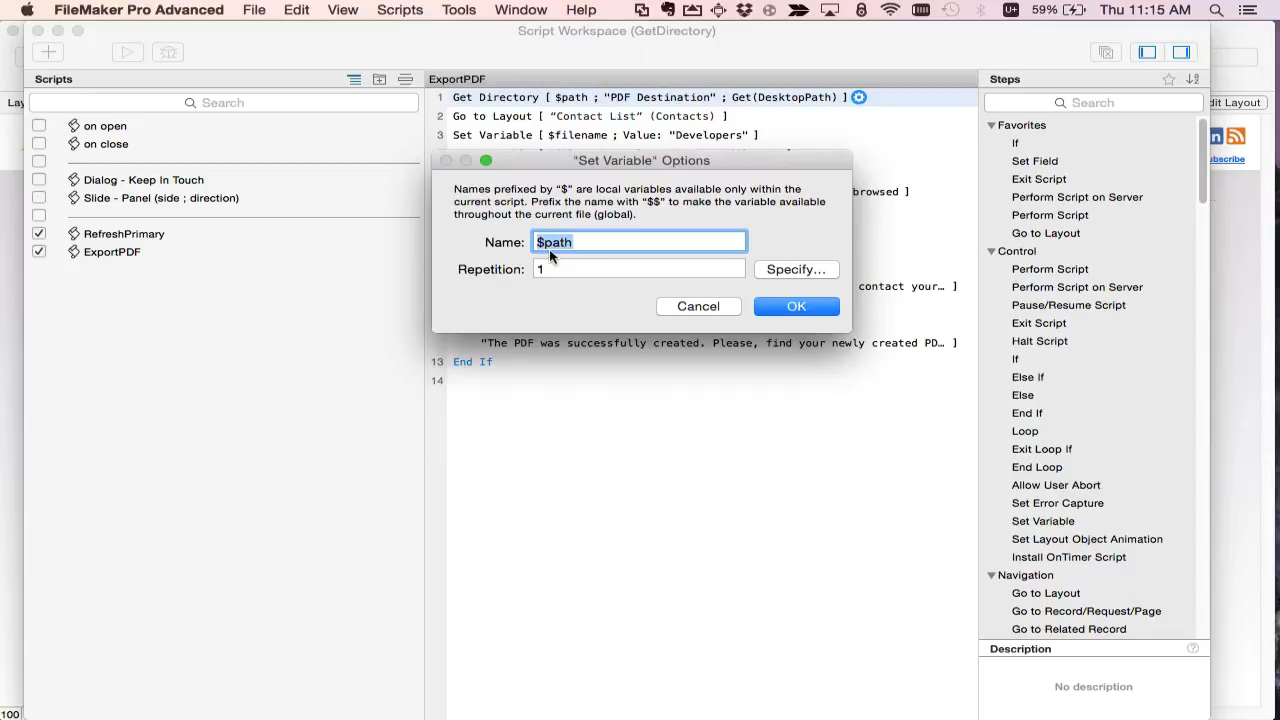 FileMaker Pro Advanced File Edit View Scripts Tools Window Help U+ 59% Thu 11:15 AM
Script Workspace (GetDirectory)
Scripts
Search
on open
on close
Dialog - Keep In Touch
Slide - Panel (side ; direction)
RefreshPrimary
ExportPDF
ExportPDF
1 Get Directory [ $path ; "PDF Destination" ; Get(DesktopPath) ]
2 Go to Layout [ “Contact List” (Contacts) ]
3 Set Variable [ $filename ; Value: "Developers" ]
browsed ]
contact your… ]
"The PDF was successfully created. Please, find your newly created PD… ]
13 End If
14
"Set Variable" Options
Names prefixed by “$” are local variables available only within the
current script. Prefix the name with “$$” to make the variable available
throughout the current file (global).
Name: $path
Repetition: 1 Specify...
Cancel OK
Steps
Search
Favorites
If
Set Field
Exit Script
Perform Script on Server
Perform Script
Go to Layout
Control
Perform Script
Perform Script on Server
Pause/Resume Script
Exit Script
Halt Script
If
Else If
Else
End If
Loop
Exit Loop If
End Loop
Allow User Abort
Set Error Capture
Set Variable
Set Layout Object Animation
Install OnTimer Script
Navigation
Go to Layout
Go to Record/Request/Page
Go to Related Record
Description
No description
Lay
dit Layout
in
ubscribe
100